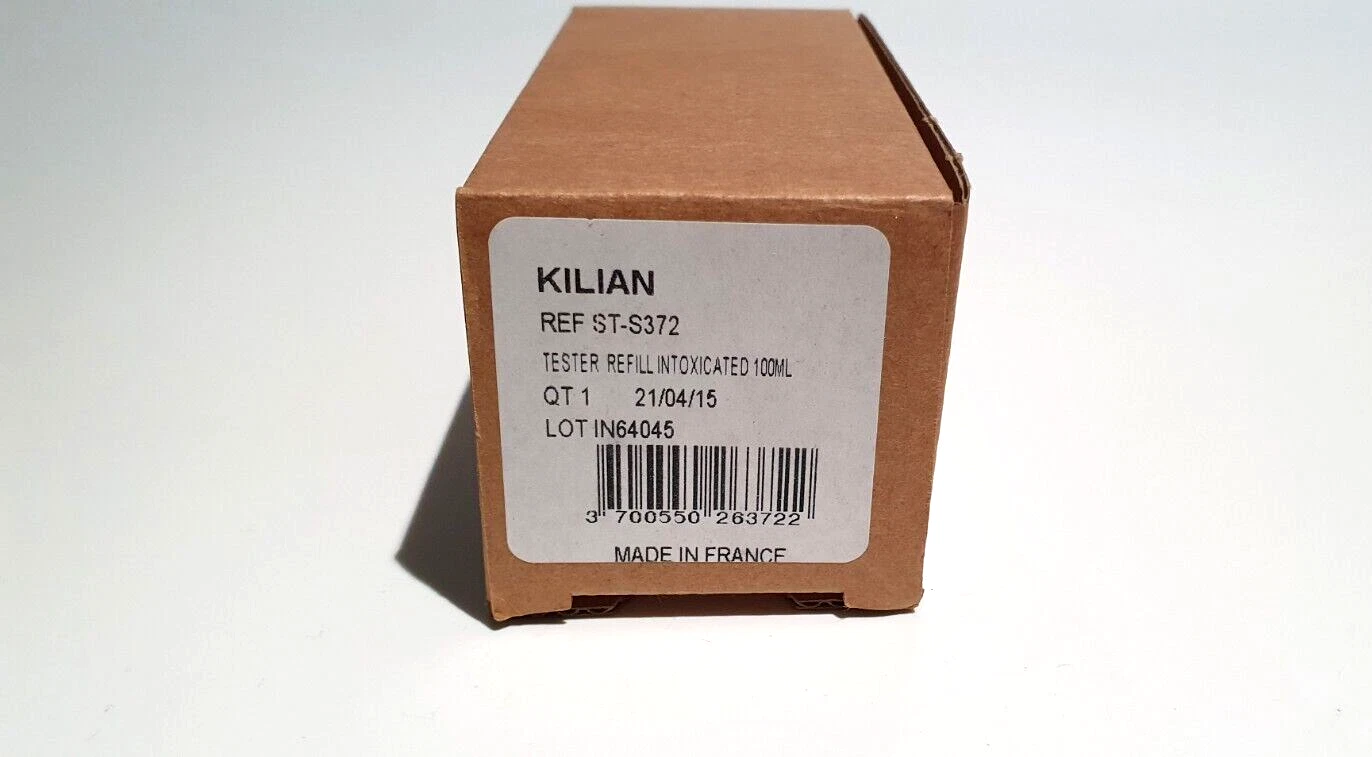 KILIAN
REF ST-S372
TESTER REFILL INTOXICATED 100ML
QT 1 21/04/15
LOT IN64045
3 700550 263722
MADE IN FRANCE